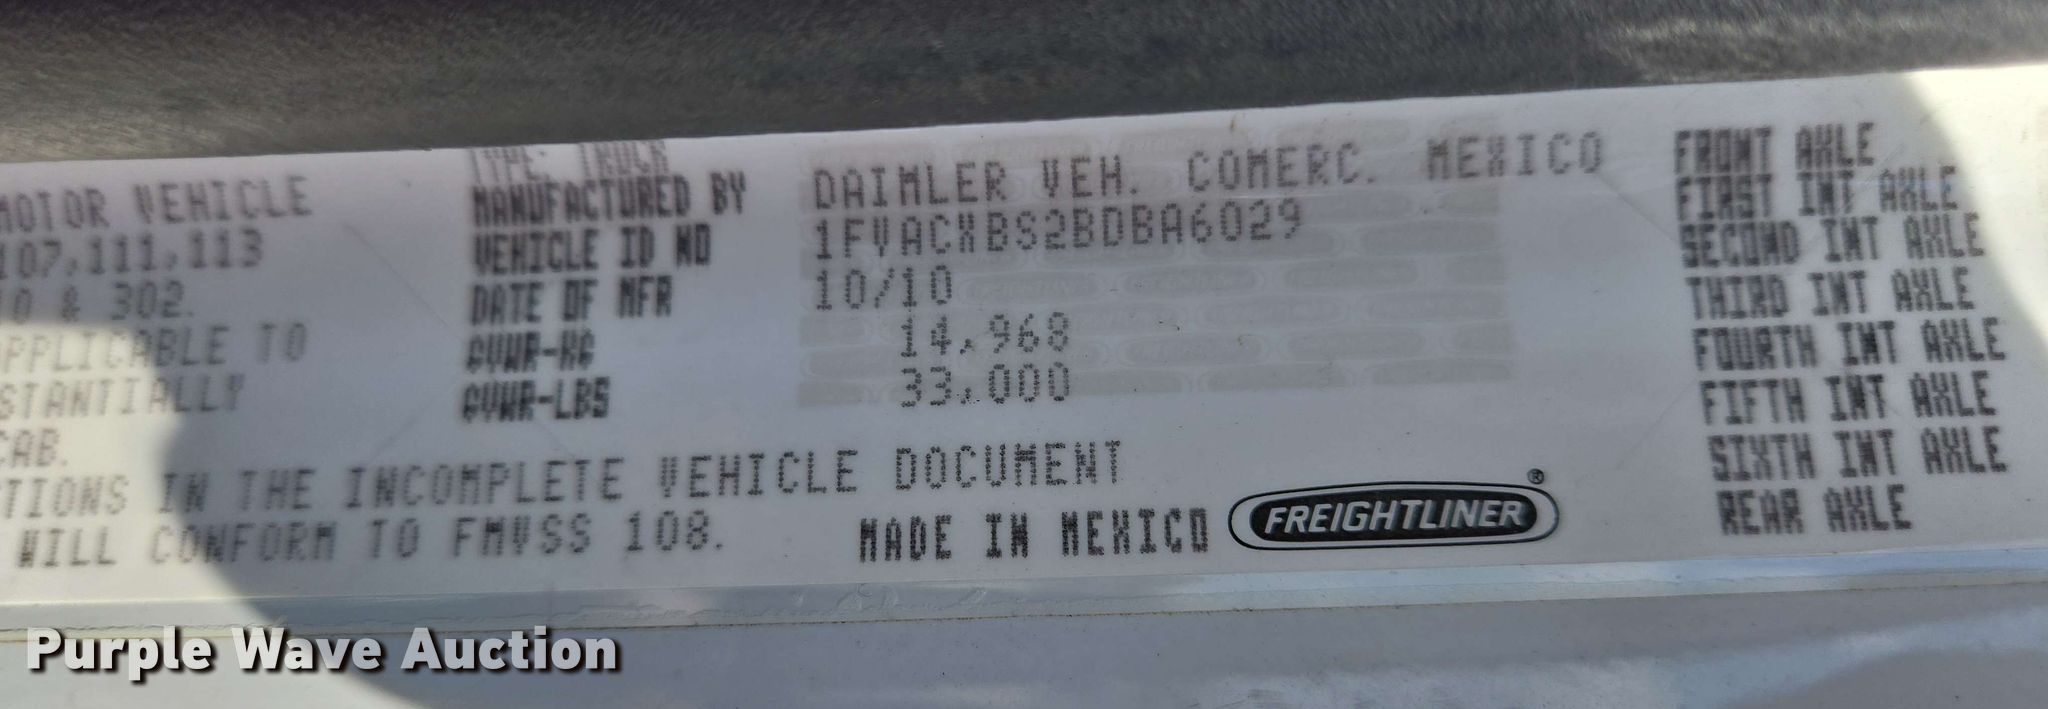 TYPE: TRUCK
MOTOR VEHICLE
107,111,113
10 & 302.
APPLICABLE TO
STANTIALLY
CAB.
CTIONS IN THE INCOMPLETE VEHICLE DOCUMENT
WILL CONFORM TO FMVSS 108.
MANUFACTURED BY DAIMLER VEH. COMERC. MEXICO
VEHICLE ID NO 1FVACXBS2BDBA6029
DATE OF MFR 10/10
GVWR-KG 14,968
GVWR-LBS 33,000
MADE IN MEXICO FREIGHTLINER®
FRONT AXLE
FIRST INT AXLE
SECOND INT AXLE
THIRD INT AXLE
FOURTH INT AXLE
FIFTH INT AXLE
SIXTH INT AXLE
REAR AXLE
Purple Wave Auction